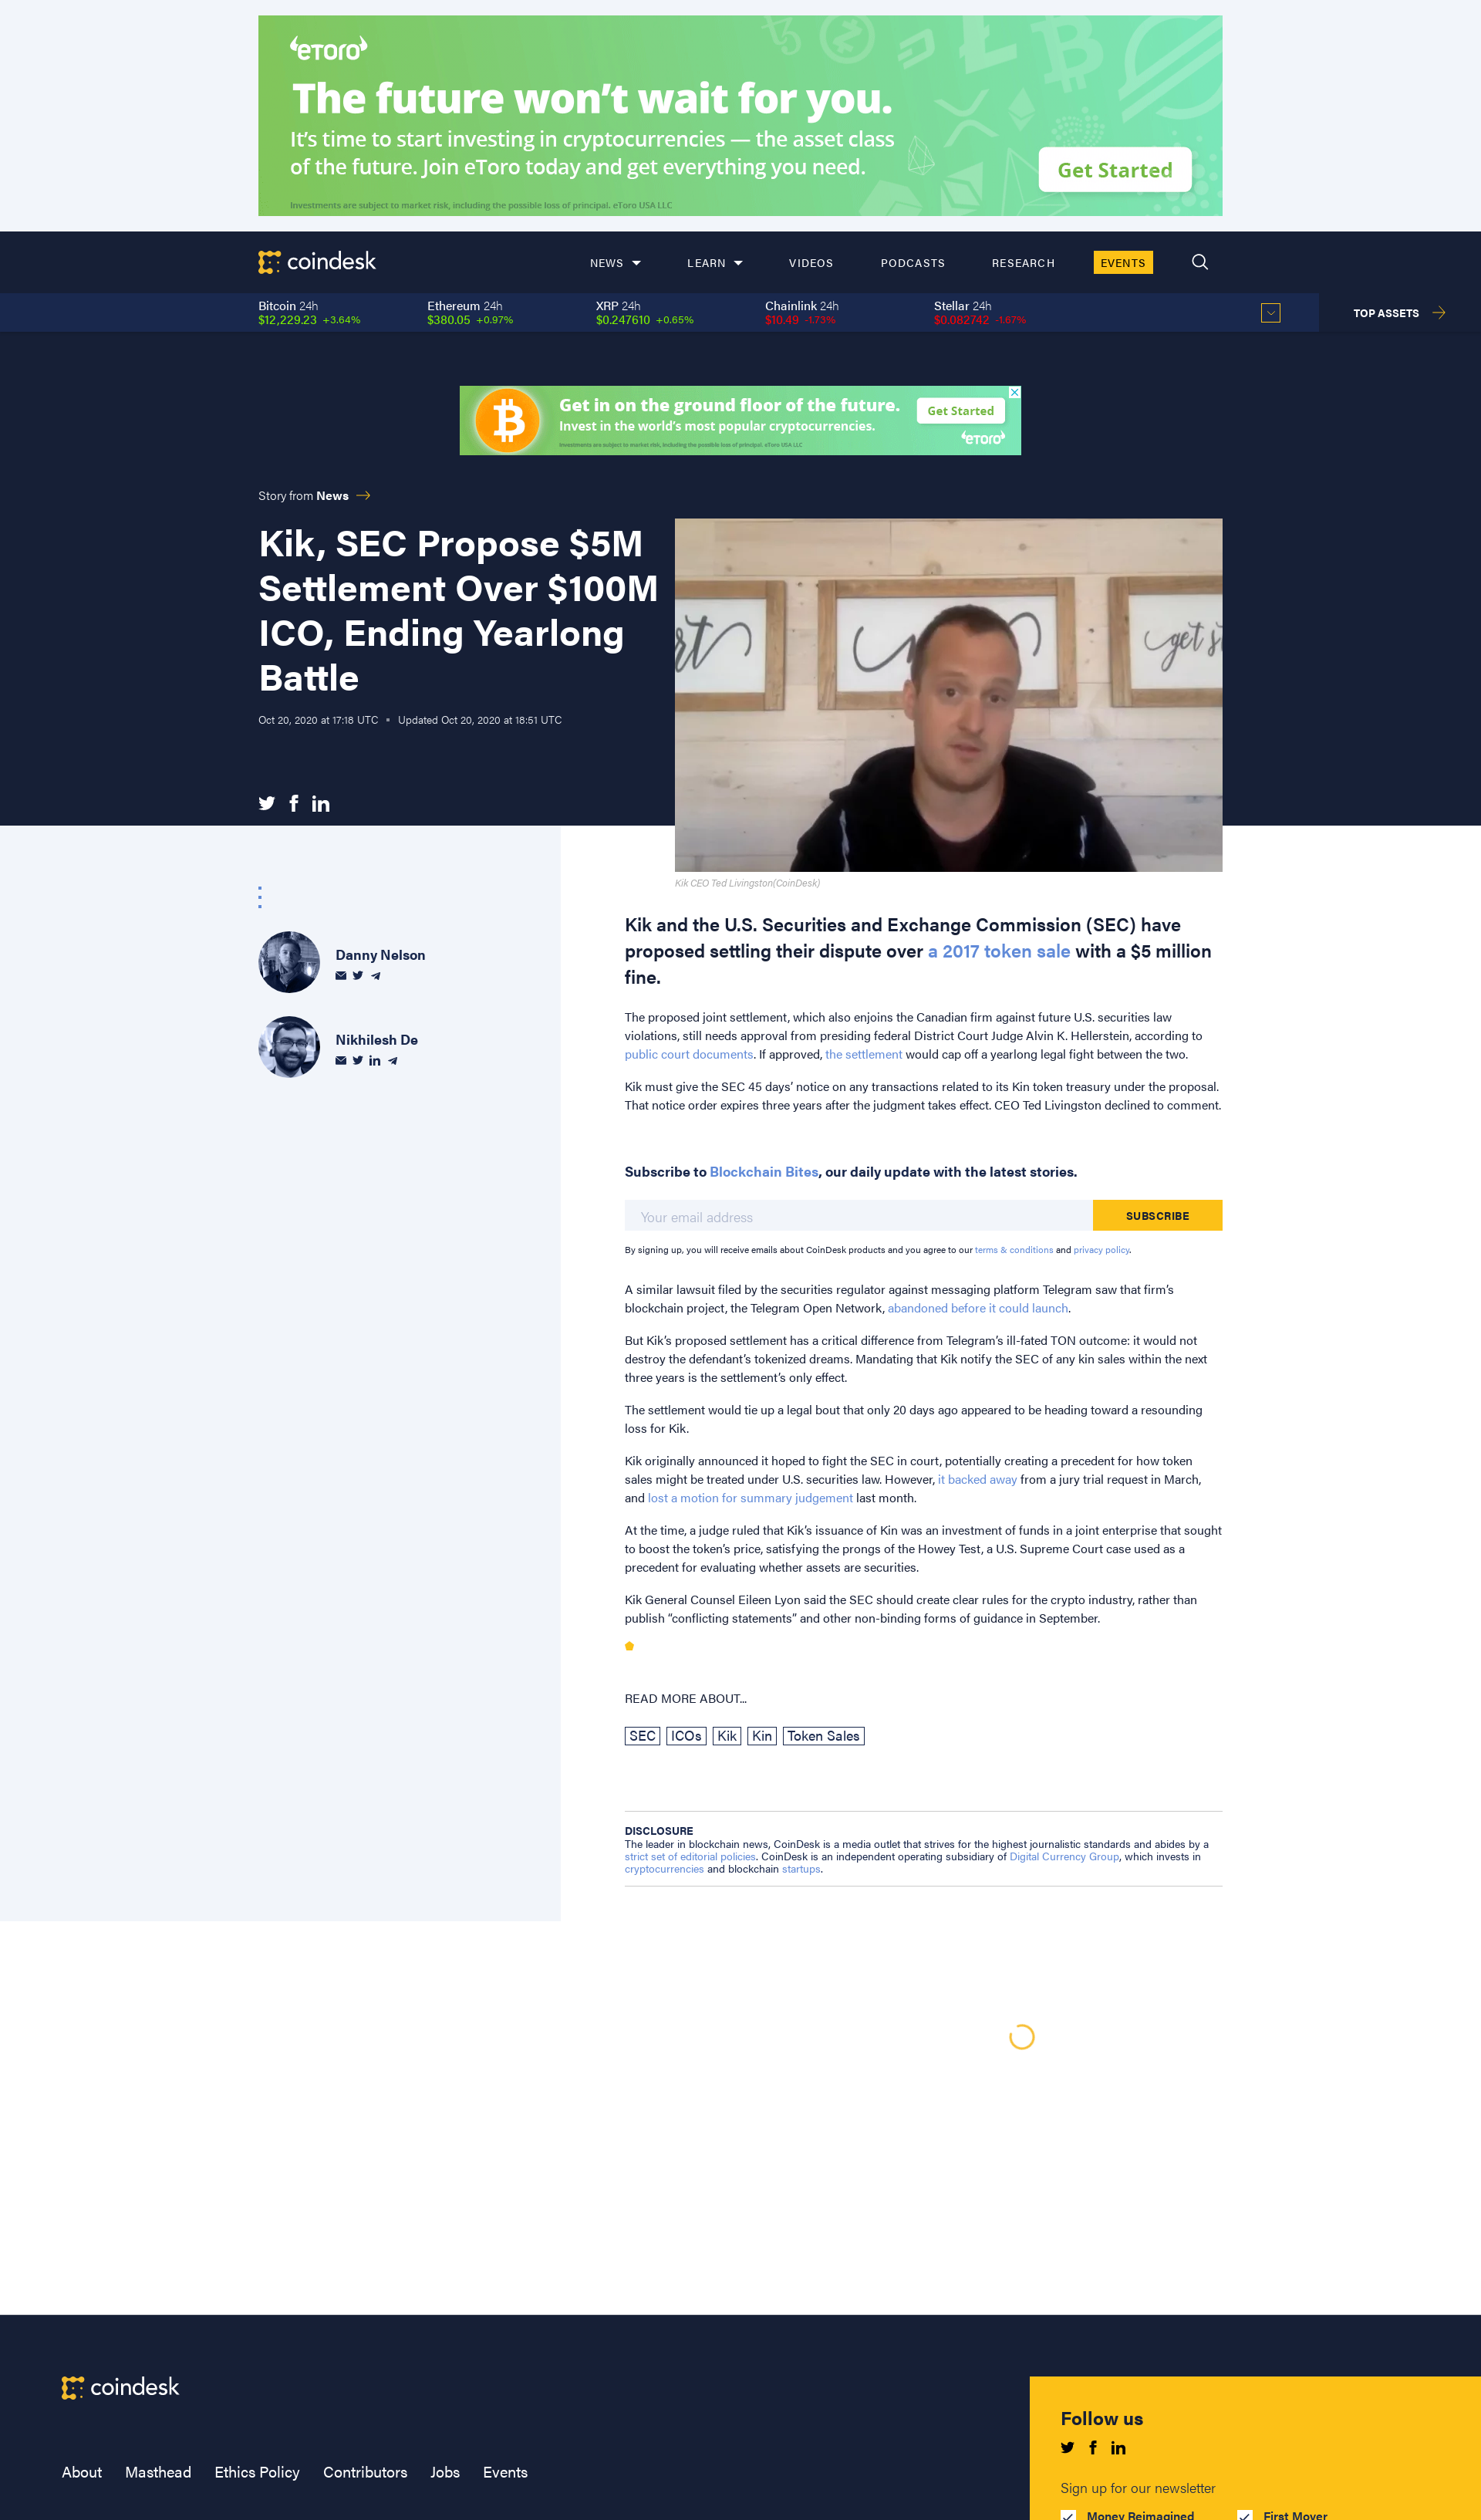 eToro
The future won't wait for you.
It's time to start investing in cryptocurrencies — the asset class
of the future. Join eToro today and get everything you need.
Get Started
Investments are subject to market risk, including the possible loss of principal. eToro USA LLC
coindesk
NEWS
LEARN
VIDEOS
PODCASTS
RESEARCH
EVENTS
Bitcoin 24h
$12,229.23 +3.64%
Ethereum 24h
$380.05 +0.97%
XRP 24h
$0.247610 +0.65%
Chainlink 24h
$10.49 -1.73%
Stellar 24h
$0.082742 -1.67%
TOP ASSETS
Get in on the ground floor of the future.
Invest in the world's most popular cryptocurrencies.
Investments are subject to market risk, including the possible loss of principal. eToro USA LLC
Get Started
eToro
Story from News
Kik, SEC Propose $5M
Settlement Over $100M
ICO, Ending Yearlong
Battle
Oct 20, 2020 at 17:18 UTC • Updated Oct 20, 2020 at 18:51 UTC
Kik CEO Ted Livingston(CoinDesk)
Danny Nelson
Nikhilesh De
Kik and the U.S. Securities and Exchange Commission (SEC) have
proposed settling their dispute over a 2017 token sale with a $5 million
fine.
The proposed joint settlement, which also enjoins the Canadian firm against future U.S. securities law
violations, still needs approval from presiding federal District Court Judge Alvin K. Hellerstein, according to
public court documents. If approved, the settlement would cap off a yearlong legal fight between the two.
Kik must give the SEC 45 days' notice on any transactions related to its Kin token treasury under the proposal.
That notice order expires three years after the judgment takes effect. CEO Ted Livingston declined to comment.
Subscribe to Blockchain Bites, our daily update with the latest stories.
Your email address
SUBSCRIBE
By signing up, you will receive emails about CoinDesk products and you agree to our terms & conditions and privacy policy.
A similar lawsuit filed by the securities regulator against messaging platform Telegram saw that firm's
blockchain project, the Telegram Open Network, abandoned before it could launch.
But Kik's proposed settlement has a critical difference from Telegram's ill-fated TON outcome: it would not
destroy the defendant's tokenized dreams. Mandating that Kik notify the SEC of any kin sales within the next
three years is the settlement's only effect.
The settlement would tie up a legal bout that only 20 days ago appeared to be heading toward a resounding
loss for Kik.
Kik originally announced it hoped to fight the SEC in court, potentially creating a precedent for how token
sales might be treated under U.S. securities law. However, it backed away from a jury trial request in March,
and lost a motion for summary judgement last month.
At the time, a judge ruled that Kik's issuance of Kin was an investment of funds in a joint enterprise that sought
to boost the token's price, satisfying the prongs of the Howey Test, a U.S. Supreme Court case used as a
precedent for evaluating whether assets are securities.
Kik General Counsel Eileen Lyon said the SEC should create clear rules for the crypto industry, rather than
publish "conflicting statements" and other non-binding forms of guidance in September.
READ MORE ABOUT...
SEC
ICOs
Kik
Kin
Token Sales
DISCLOSURE
The leader in blockchain news, CoinDesk is a media outlet that strives for the highest journalistic standards and abides by a
strict set of editorial policies. CoinDesk is an independent operating subsidiary of Digital Currency Group, which invests in
cryptocurrencies and blockchain startups.
coindesk
About
Masthead
Ethics Policy
Contributors
Jobs
Events
Follow us
Sign up for our newsletter
Money Reimagined
First Mover